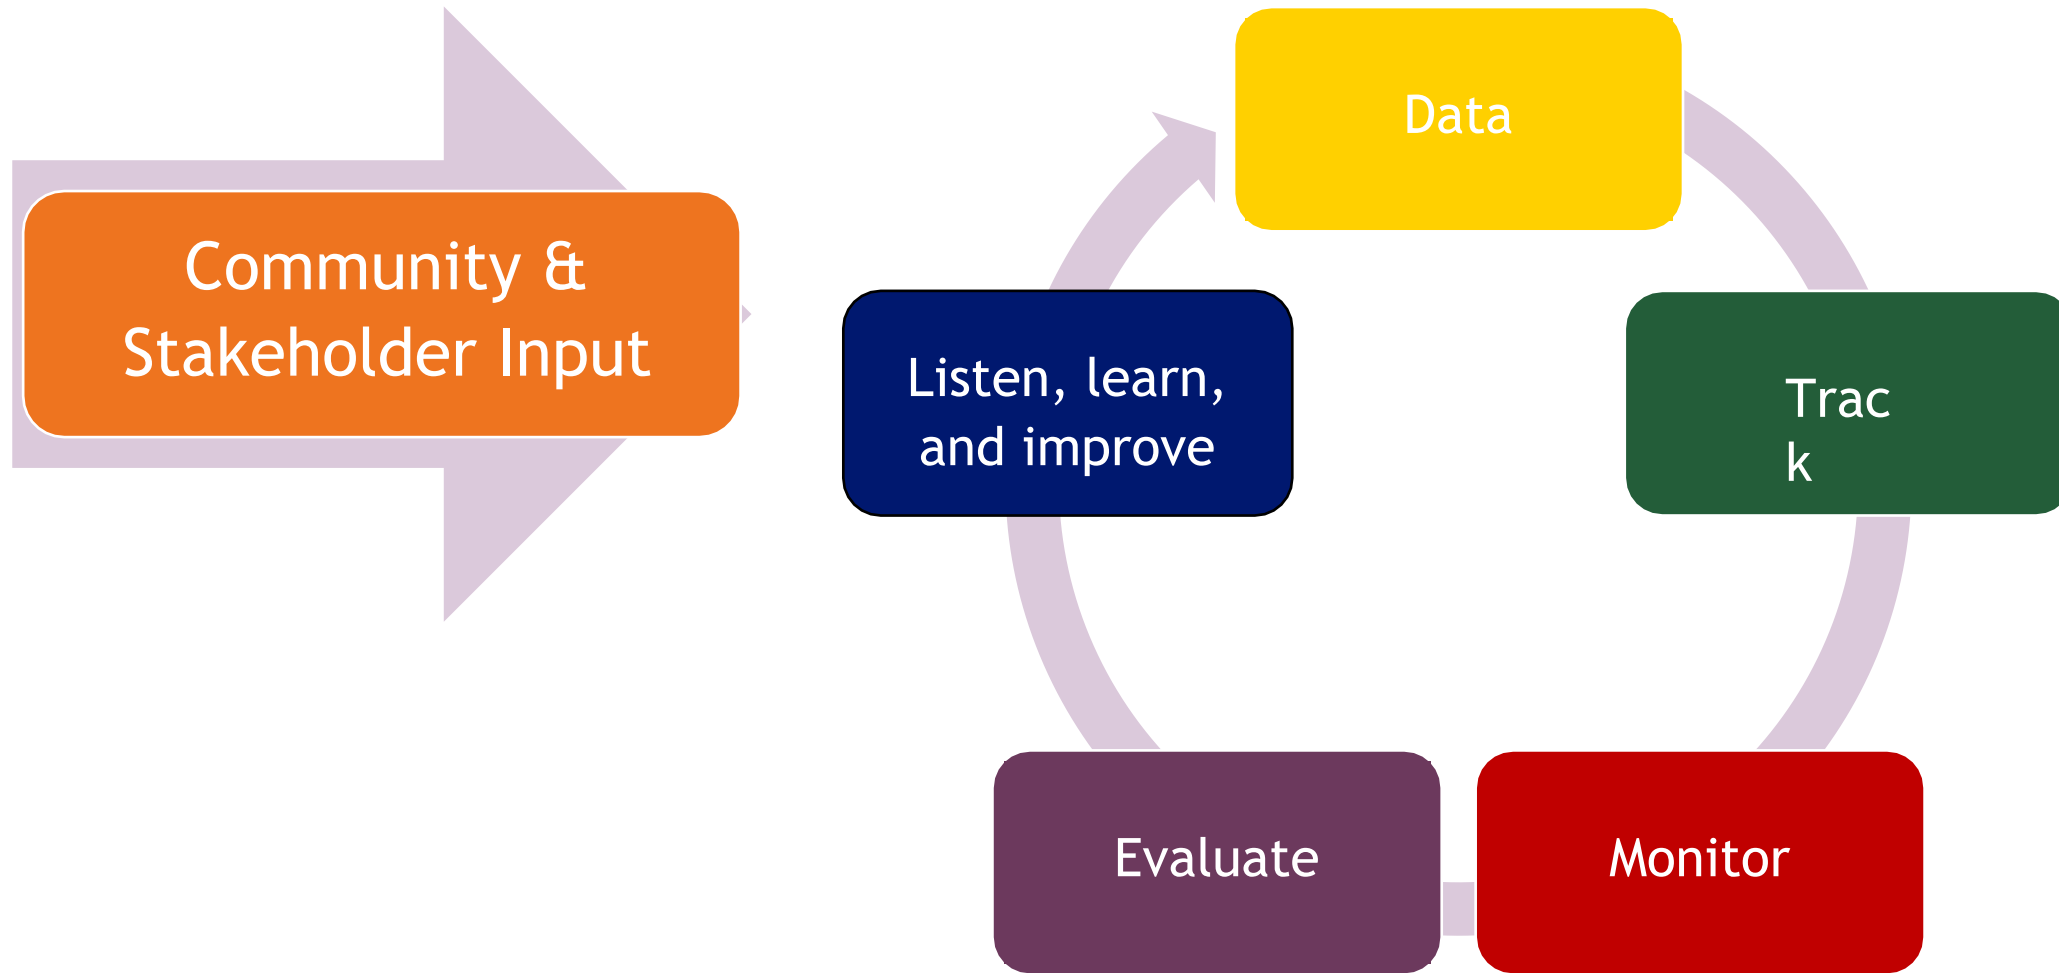 Community &
Stakeholder Input
Data
Trac
k
Monitor
Evaluate
Listen, learn,
and improve